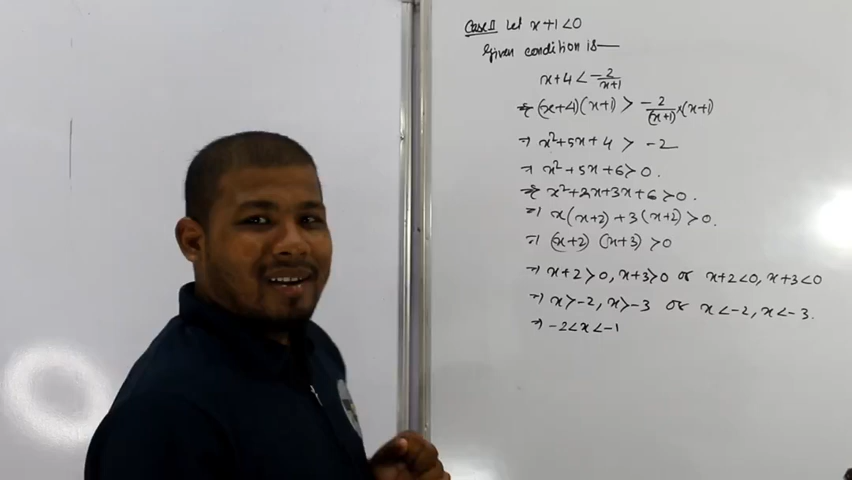 Case II Let x+1<0
Given condition is—
x+4 < -2/(x+1)
⇒ (x+4)(x+1) > -2/(x+1) ×(x+1)
⇒ x²+5x+4 > -2
⇒ x²+5x+6>0.
⇒ x²+2x+3x+6>0.
⇒ x(x+2)+3(x+2)>0.
⇒ (x+2) (x+3) >0
⇒ x+2>0, x+3>0 or x+2<0, x+3<0
⇒ x>-2, x>-3 or x<-2, x<-3.
⇒ -2<x<-1